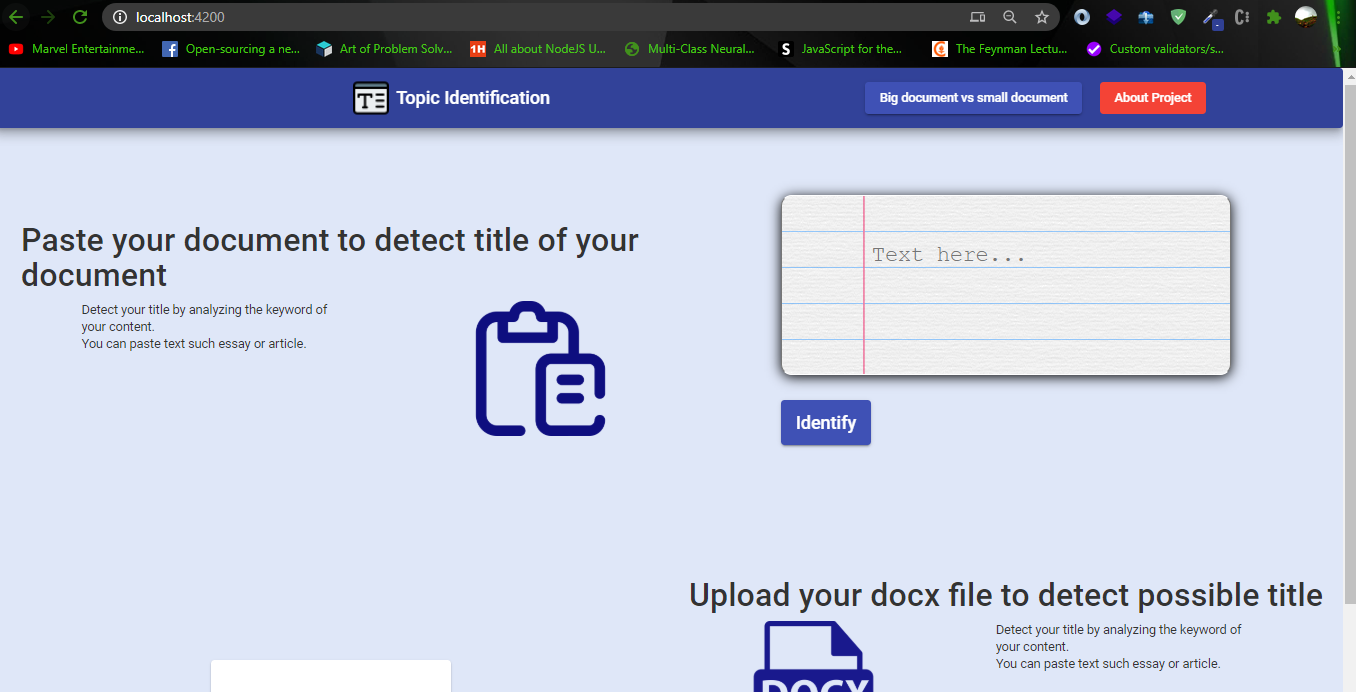 localhost:4200
Marvel Entertainme...
Open-sourcing a ne...
Art of Problem Solv...
1H
All about NodeJS U...
Multi-Class Neural...
S
JavaScript for the...
The Feynman Lectu...
Custom validators/s...
T Topic Identification
Big document vs small document
About Project
Paste your document to detect title of your
document
Detect your title by analyzing the keyword of
your content.
You can paste text such essay or article.
Text here...
Identify
Upload your docx file to detect possible title
DOCX
Detect your title by analyzing the keyword of
your content.
You can paste text such essay or article.